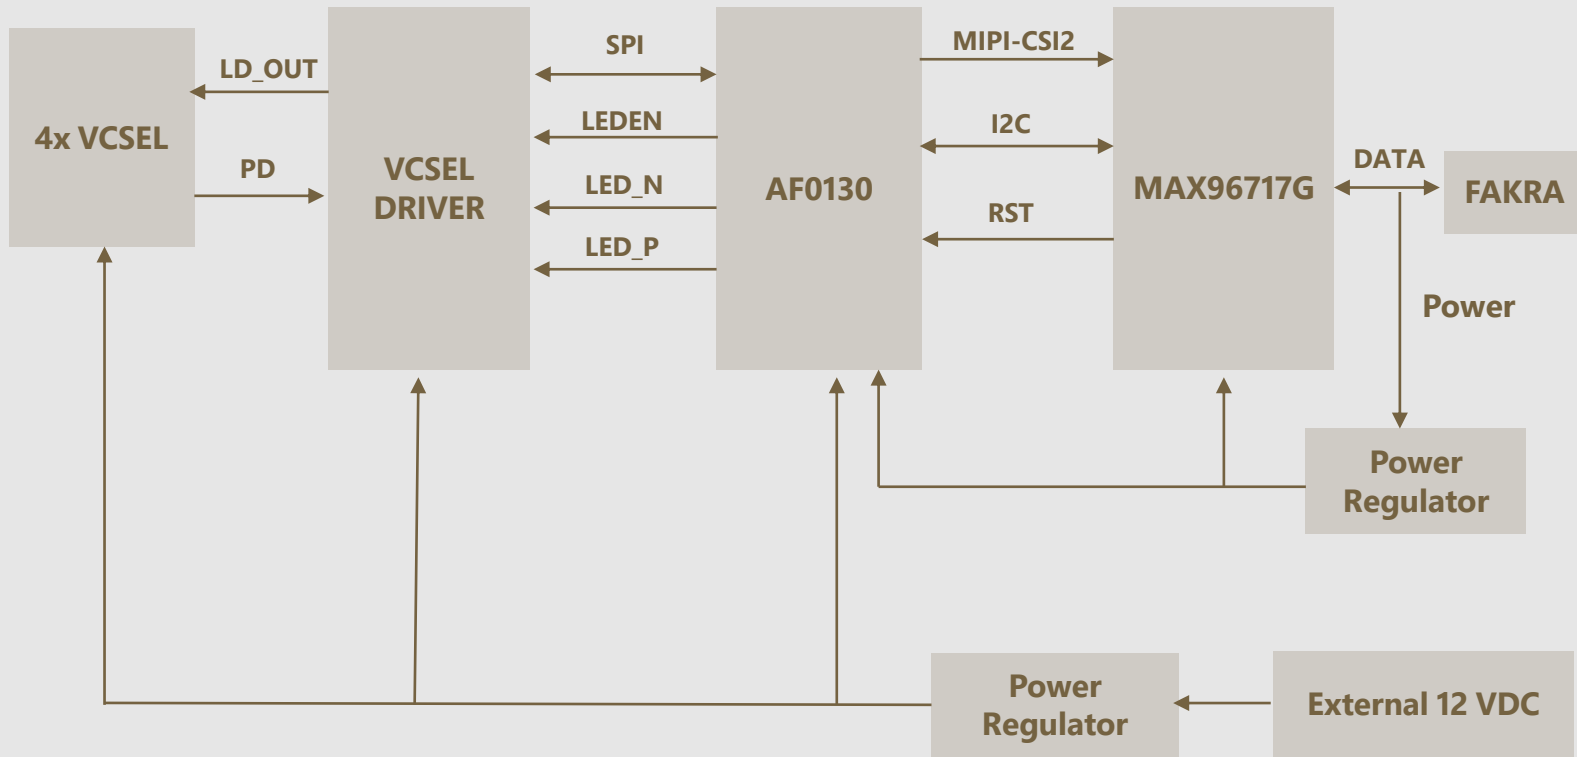 SPI
MIPI-CSI2
LD_OUT
LEDEN
I2C
4x VCSEL
PD
VCSEL
DRIVER
LED_N
AF0130
MAX96717G
DATA
FAKRA
RST
LED_P
Power
Power
Regulator
Power
Regulator
External 12 VDC